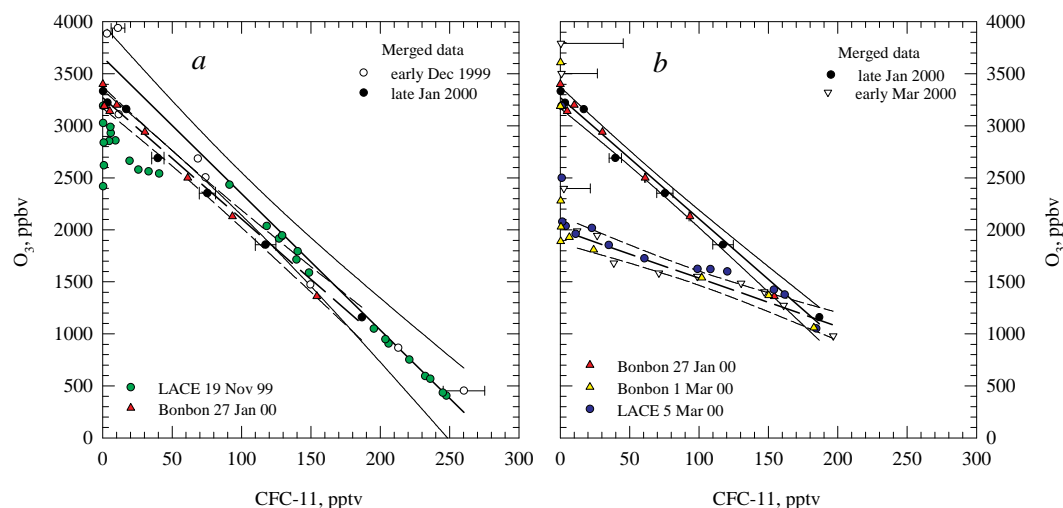 a
Merged data
early Dec 1999
late Jan 2000
LACE 19 Nov 99
Bonbon 27 Jan 00
4000
3500
3000
2500
2000
1500
1000
500
0
O3, ppbv
0 50 100 150 200 250 300
CFC-11, pptv
b
Merged data
late Jan 2000
early Mar 2000
Bonbon 27 Jan 00
Bonbon 1 Mar 00
LACE 5 Mar 00
4000
3500
3000
2500
2000
1500
1000
500
0
O3, ppbv
0 50 100 150 200 250 300
CFC-11, pptv